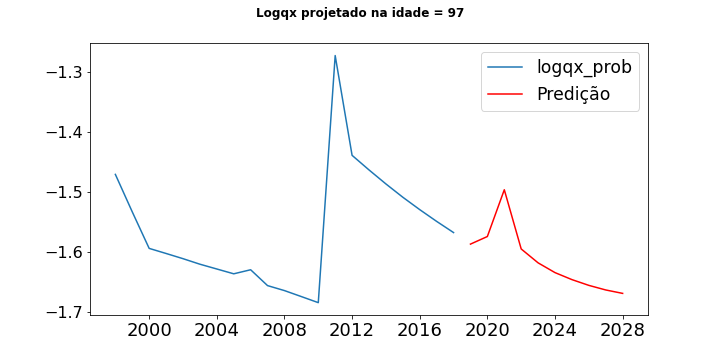 Logqx projetado na idade = 97
logqx_prob
Predição
−1.3
−1.4
−1.5
−1.6
−1.7
2000 2004 2008 2012 2016 2020 2024 2028